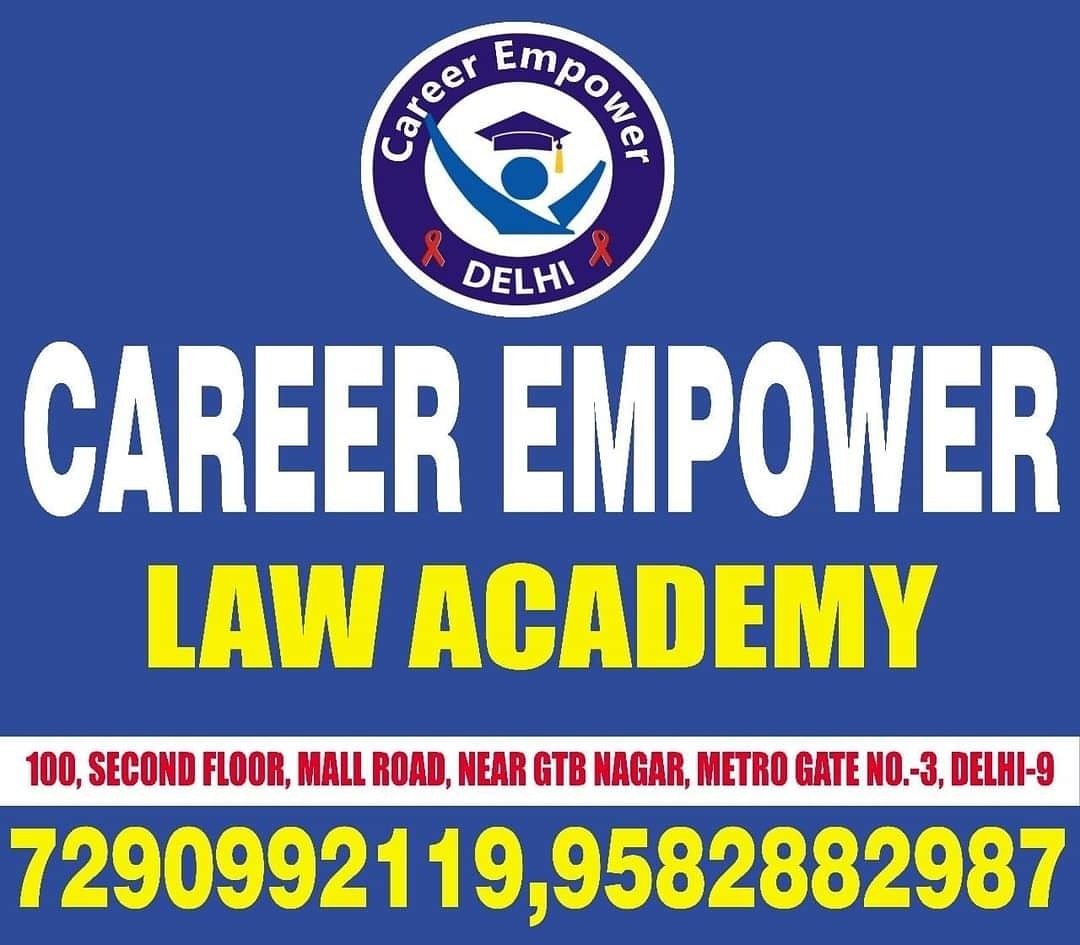 Career Empower
DELHI
CAREER EMPOWER
LAW ACADEMY
100, SECOND FLOOR, MALL ROAD, NEAR GTB NAGAR, METRO GATE NO.-3, DELHI-9
7290992119,9582882987